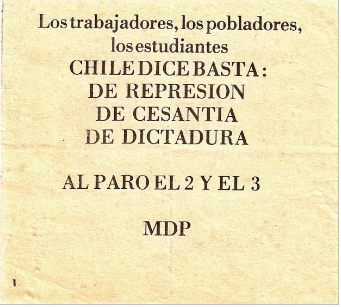 Los trabajadores, los pobladores,
los estudiantes
CHILE DICE BASTA:
DE REPRESION
DE CESANTIA
DE DICTADURA
AL PARO EL 2 Y EL 3
MDP